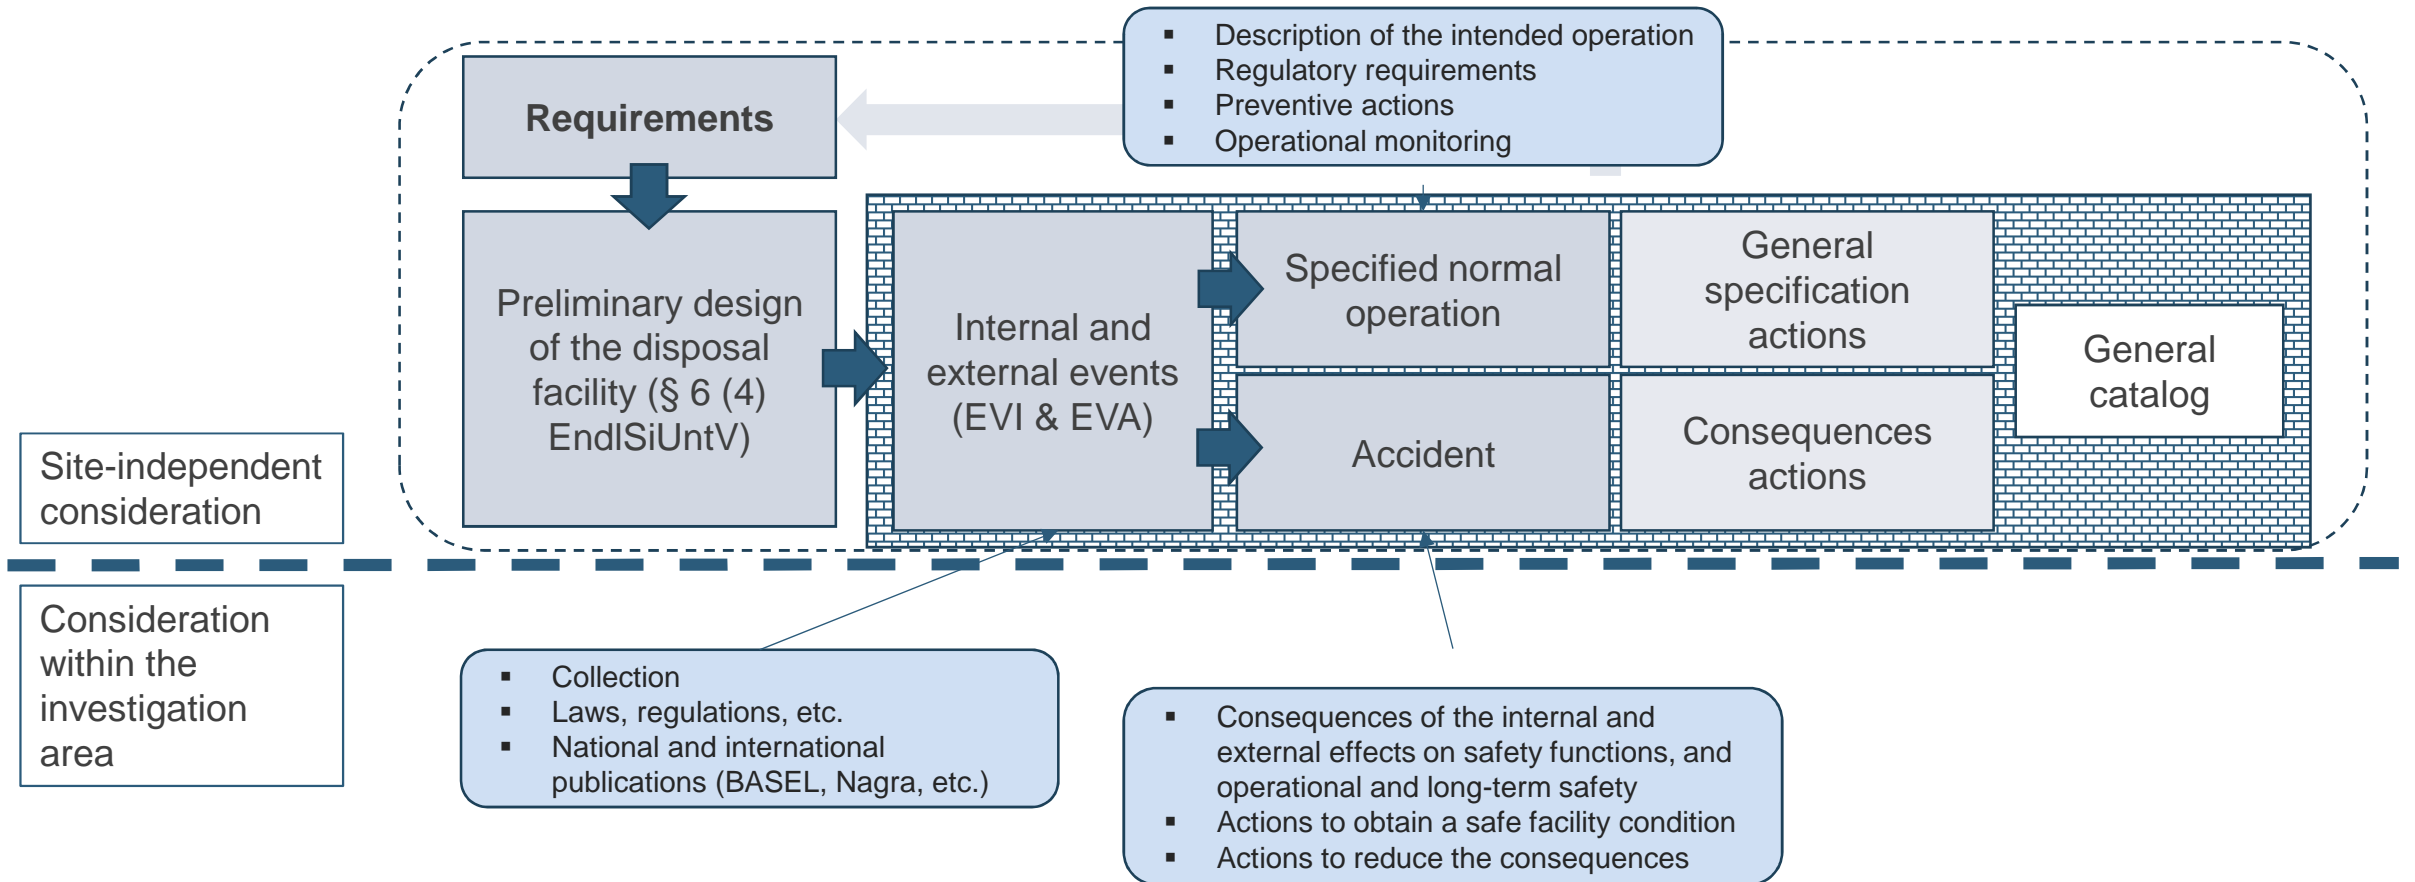 ▪ Description of the intended operation
▪ Regulatory requirements
▪ Preventive actions
▪ Operational monitoring
Requirements
Preliminary design
of the disposal
facility (§ 6 (4)
EndlSiUntV)
Internal and
external events
(EVI & EVA)
Specified normal
operation
Accident
General
specification
actions
Consequences
actions
General
catalog
Site-independent
consideration
Consideration
within the
investigation
area
▪ Collection
▪ Laws, regulations, etc.
▪ National and international
publications (BASEL, Nagra, etc.)
▪ Consequences of the internal and
external effects on safety functions, and
operational and long-term safety
▪ Actions to obtain a safe facility condition
▪ Actions to reduce the consequences